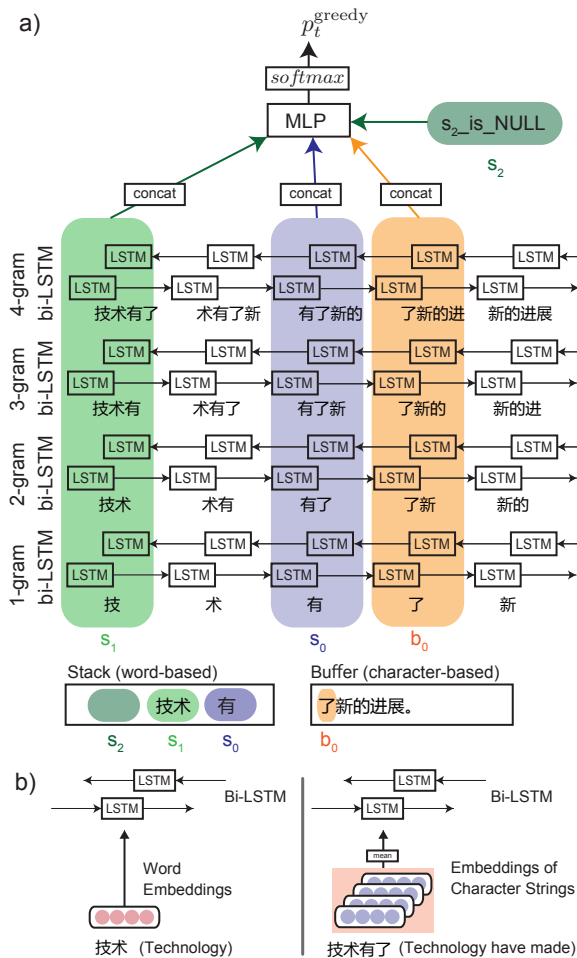 a)
p_t^greedy
softmax
MLP
s2_is_NULL
s2
concat
concat
concat
4-gram
bi-LSTM
LSTM LSTM LSTM LSTM LSTM
LSTM LSTM LSTM LSTM LSTM
技术有了 术有了新 有了新的 了新的进 新的进展
3-gram
bi-LSTM
LSTM LSTM LSTM LSTM LSTM
LSTM LSTM LSTM LSTM LSTM
技术有 术有了 有了新 了新的 新的进
2-gram
bi-LSTM
LSTM LSTM LSTM LSTM LSTM
LSTM LSTM LSTM LSTM LSTM
技术 术有 有了 了新 新的
1-gram
bi-LSTM
LSTM LSTM LSTM LSTM LSTM
LSTM LSTM LSTM LSTM LSTM
技 术 有 了 新
s1 s0 b0
Stack (word-based)
技术 有
s2 s1 s0
Buffer (character-based)
了新的进展。
b0
b)
LSTM
LSTM
Bi-LSTM
Word
Embeddings
技术 (Technology)
LSTM
LSTM
Bi-LSTM
mean
Embeddings of
Character Strings
技术有了 (Technology have made)